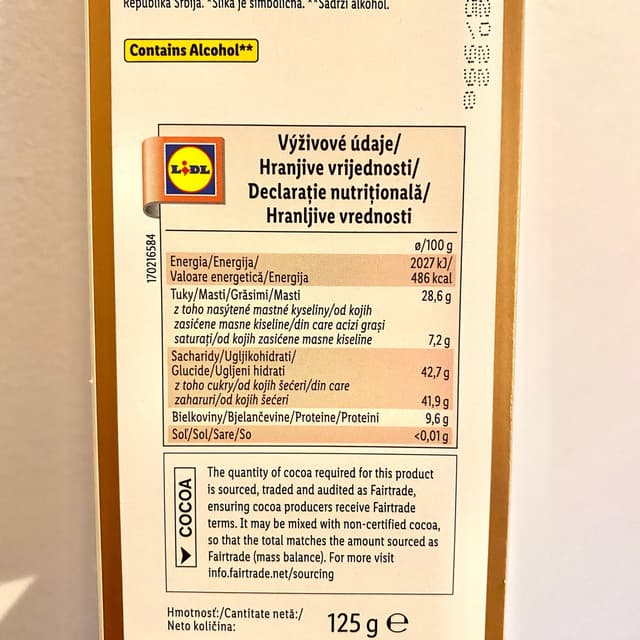 Republika Srbija. *Slika je simbolična. **Sadrži alkohol.
Contains Alcohol**
LIDL
Výživové údaje/
Hranjive vrijednosti/
Declarație nutrițională/
Hranljive vrednosti
170216584
ø/100 g
Energia/Energija/ 2027 kJ/
Valoare energetică/Energija 486 kcal
Tuky/Masti/Grăsimi/Masti 28,6 g
z toho nasýtené mastné kyseliny/od kojih
zasićene masne kiseline/din care acizi grași
saturați/od kojih zasićene masne kiseline 7,2 g
Sacharidy/Ugljikohidrati/
Glucide/Ugljeni hidrati 42,7 g
z toho cukry/od kojih šećeri/din care
zaharuri/od kojih šećeri 41,9 g
Bielkoviny/Bjelančevine/Proteine/Proteini 9,6 g
Soľ/Sol/Sare/So <0,01 g
COCOA
The quantity of cocoa required for this product
is sourced, traded and audited as Fairtrade,
ensuring cocoa producers receive Fairtrade
terms. It may be mixed with non-certified cocoa,
so that the total matches the amount sourced as
Fairtrade (mass balance). For more visit
info.fairtrade.net/sourcing
Hmotnosť:/Cantitate netă:/
Neto količina: 125 g ℮